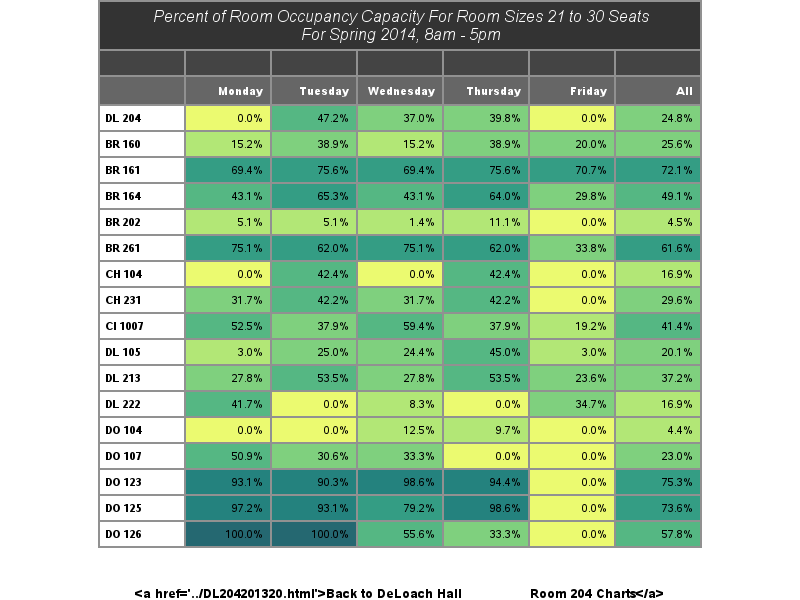 Percent of Room Occupancy Capacity For Room Sizes 21 to 30 Seats
For Spring 2014, 8am - 5pm
Monday Tuesday Wednesday Thursday Friday All
DL 204 0.0% 47.2% 37.0% 39.8% 0.0% 24.8%
BR 160 15.2% 38.9% 15.2% 38.9% 20.0% 25.6%
BR 161 69.4% 75.6% 69.4% 75.6% 70.7% 72.1%
BR 164 43.1% 65.3% 43.1% 64.0% 29.8% 49.1%
BR 202 5.1% 5.1% 1.4% 11.1% 0.0% 4.5%
BR 261 75.1% 62.0% 75.1% 62.0% 33.8% 61.6%
CH 104 0.0% 42.4% 0.0% 42.4% 0.0% 16.9%
CH 231 31.7% 42.2% 31.7% 42.2% 0.0% 29.6%
CI 1007 52.5% 37.9% 59.4% 37.9% 19.2% 41.4%
DL 105 3.0% 25.0% 24.4% 45.0% 3.0% 20.1%
DL 213 27.8% 53.5% 27.8% 53.5% 23.6% 37.2%
DL 222 41.7% 0.0% 8.3% 0.0% 34.7% 16.9%
DO 104 0.0% 0.0% 12.5% 9.7% 0.0% 4.4%
DO 107 50.9% 30.6% 33.3% 0.0% 0.0% 23.0%
DO 123 93.1% 90.3% 98.6% 94.4% 0.0% 75.3%
DO 125 97.2% 93.1% 79.2% 98.6% 0.0% 73.6%
DO 126 100.0% 100.0% 55.6% 33.3% 0.0% 57.8%
<a href='../DL204201320.html'>Back to DeLoach Hall Room 204 Charts</a>